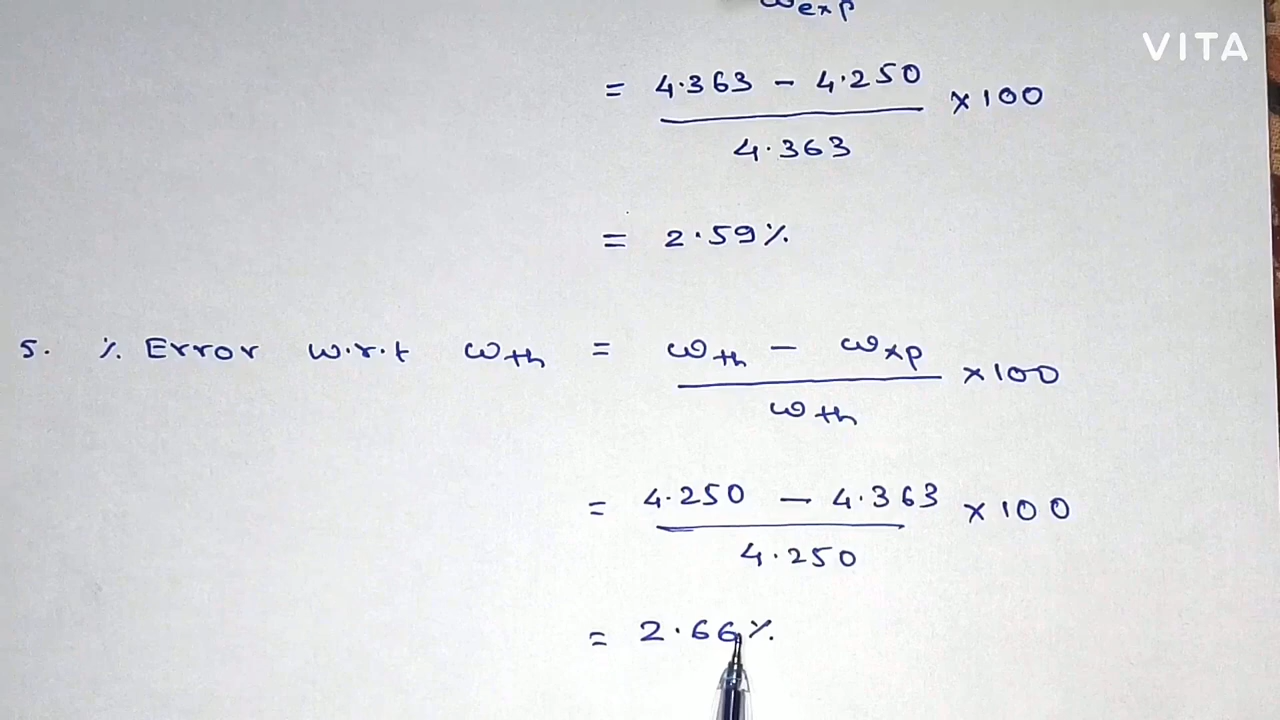 ωexp
VITA
= 4.363 - 4.250 / 4.363 × 100
= 2.59%
5. % Error w.r.t ωth = ωth - ωxp / ωth × 100
= 4.250 - 4.363 / 4.250 × 100
= 2.66%